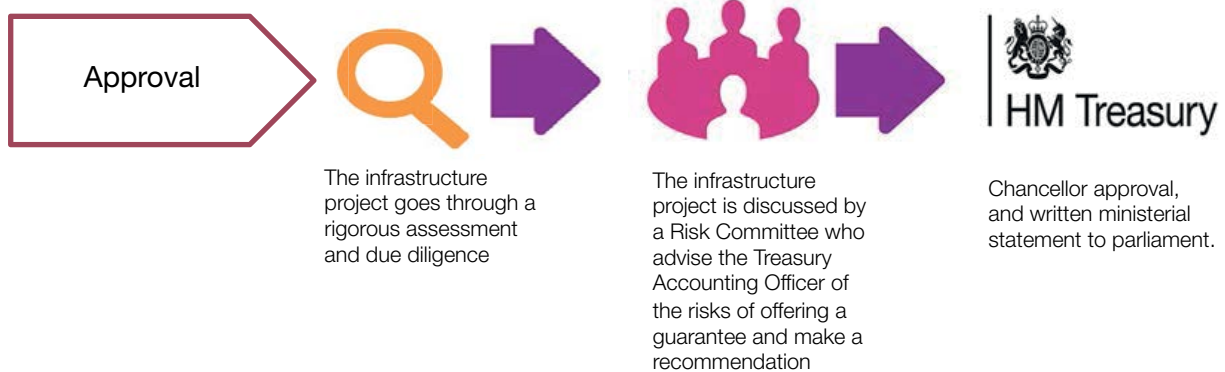 Approval
HM Treasury
The infrastructure
project goes through a
rigorous assessment
and due diligence
The infrastructure
project is discussed by
a Risk Committee who
advise the Treasury
Accounting Officer of
the risks of offering a
guarantee and make a
recommendation
Chancellor approval,
and written ministerial
statement to parliament.